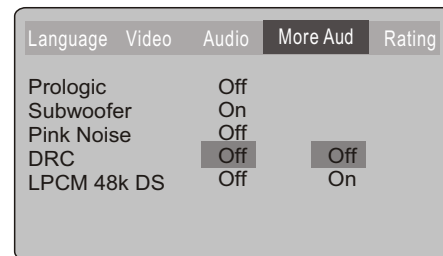 Language Video Audio More Aud Rating
Prologic Off
Subwoofer On
Pink Noise Off
DRC Off Off
LPCM 48k DS Off On